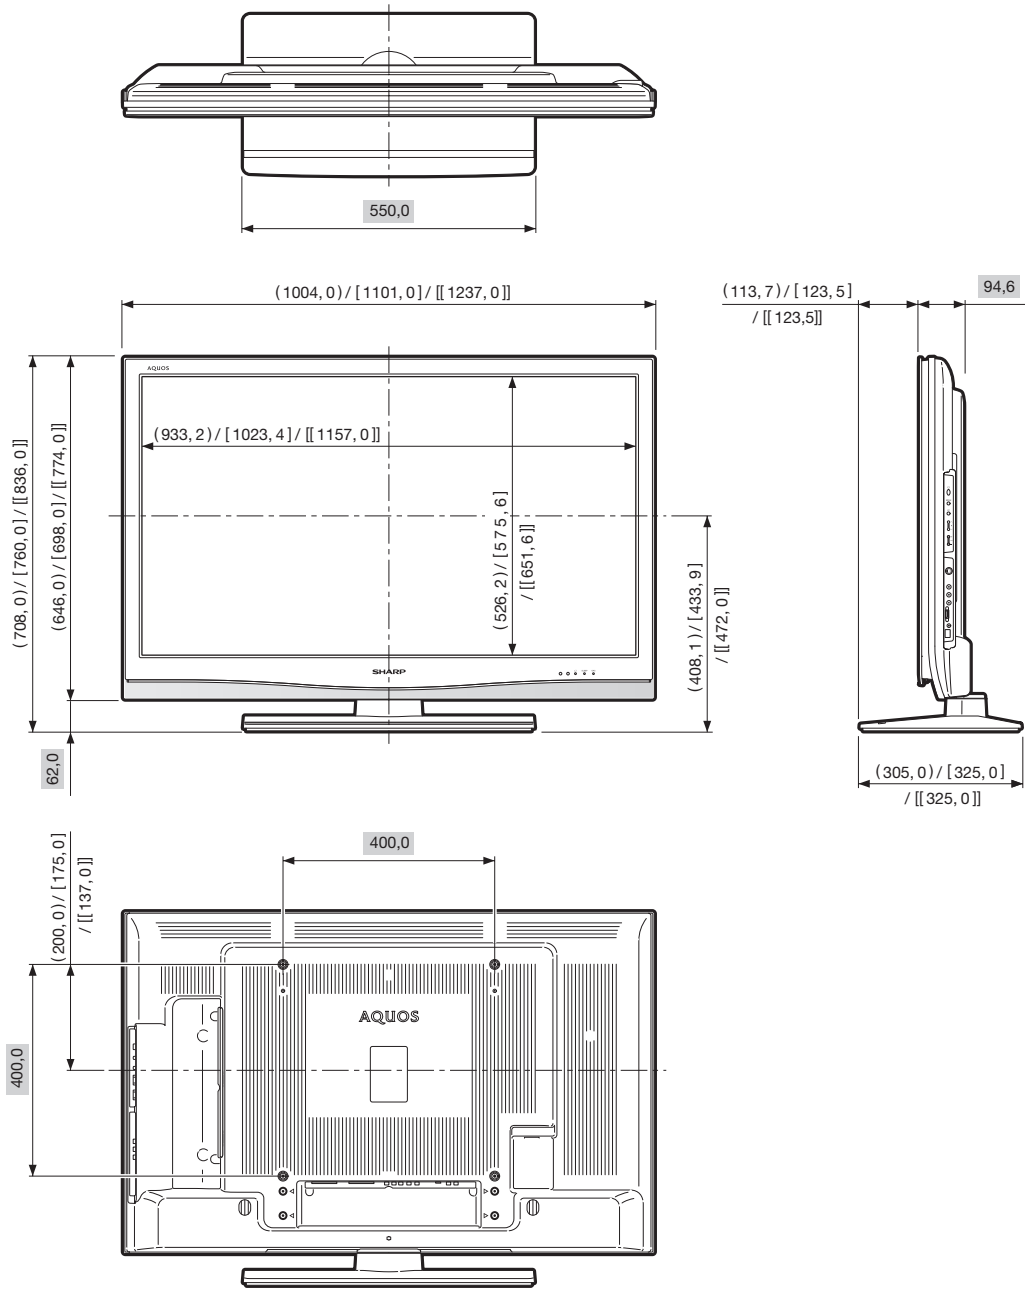 550,0
(1004, 0) / [1101, 0] / [[1237, 0]]
(113, 7) / [123, 5]
/ [[123,5]]
94,6
AQUOS
(933, 2) / [1023, 4] / [[1157, 0]]
(708, 0) / [760, 0] / [[836, 0]]
(646, 0) / [698, 0] / [[774, 0]]
(526, 2) / [575, 6]
/ [[651, 6]]
(408, 1) / [433, 9]
/ [[472, 0]]
SHARP
62,0
(305, 0) / [325, 0]
/ [[325, 0]]
400,0
(200, 0) / [175, 0]
/ [[137, 0]]
AQUOS
400,0